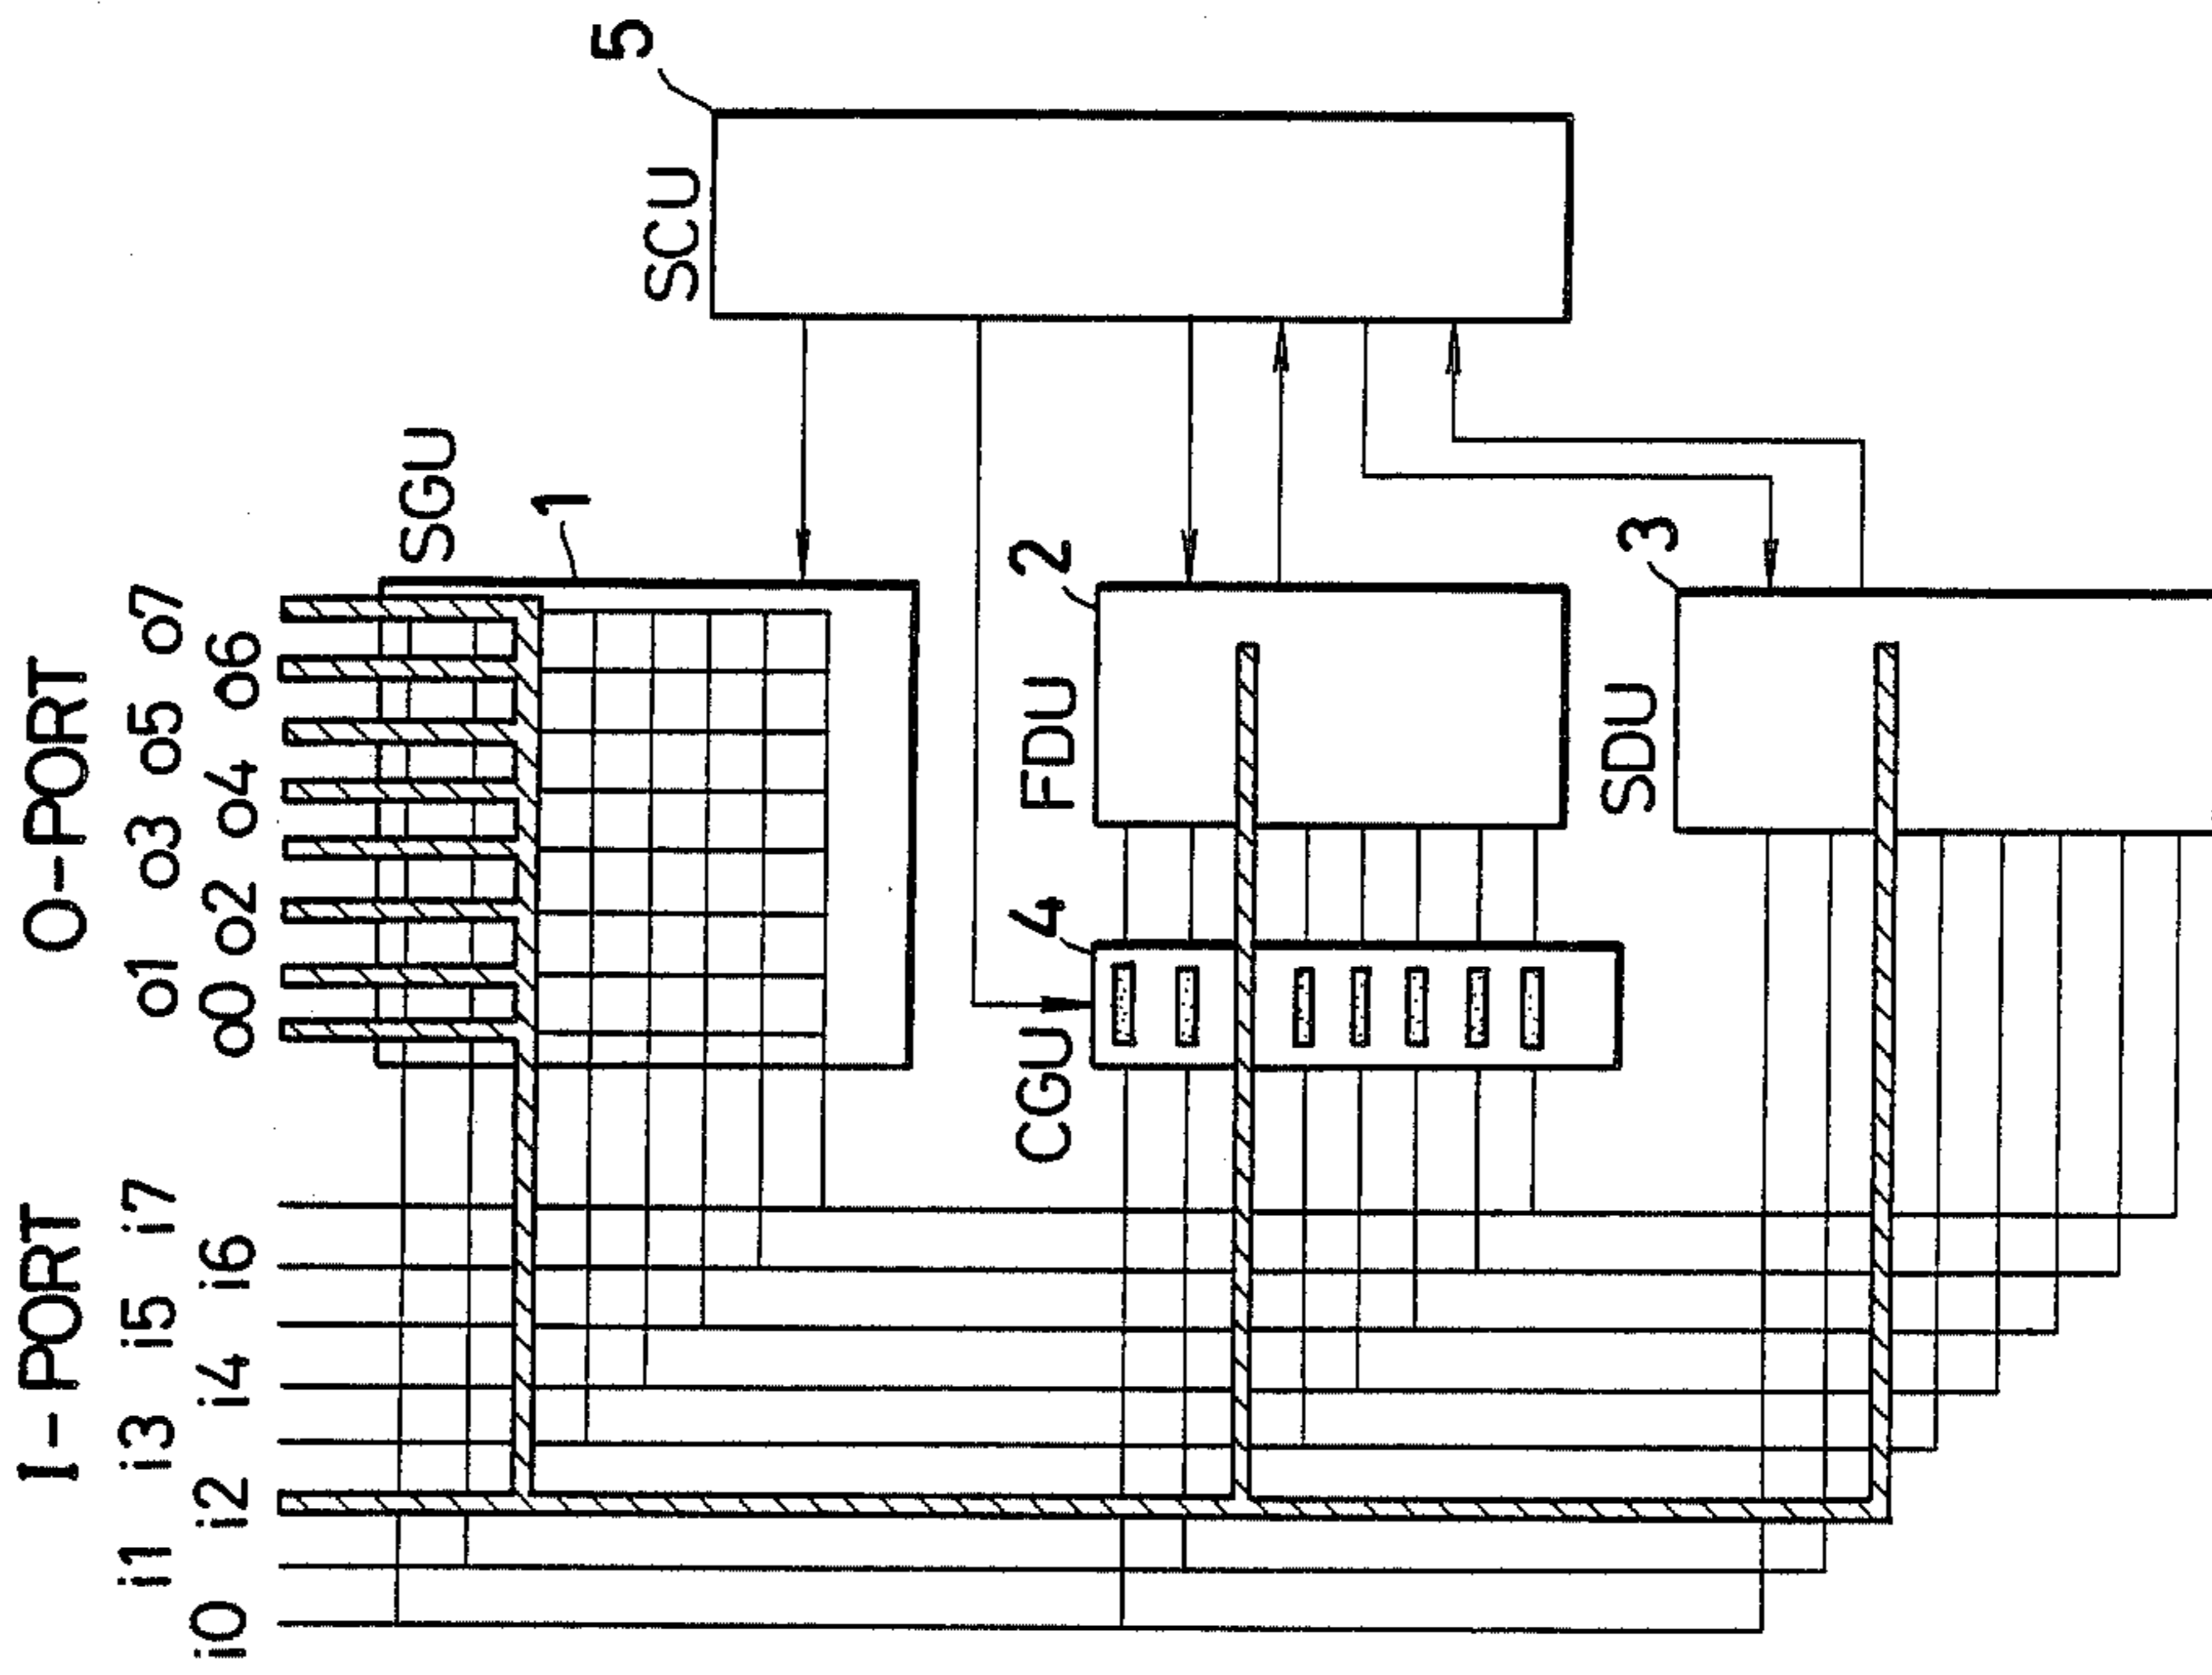 I-PORT
O-PORT
i1 i3 i5 i7
i0 i2 i4 i6
o1 o3 o5 o7
o0 o2 o4 o6
SGU
1
SCU
5
CGU
4
FDU
2
SDU
3